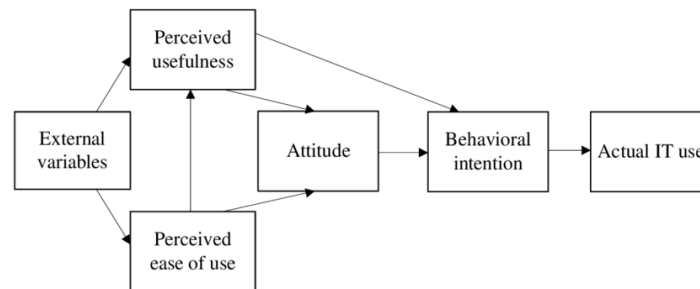 Perceived
usefulness
External
variables
Attitude
Behavioral
intention
Actual IT use
Perceived
ease of use